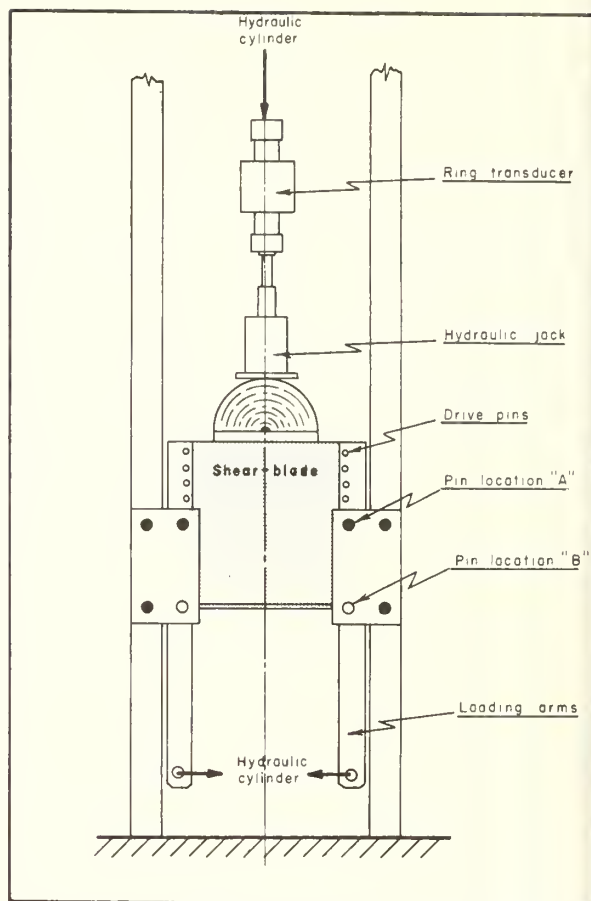 Hydraulic
cylinder
Ring transducer
Hydraulic jack
Drive pins
Shear-blade
Pin location "A"
Pin location "B"
Loading arms
Hydraulic
cylinder